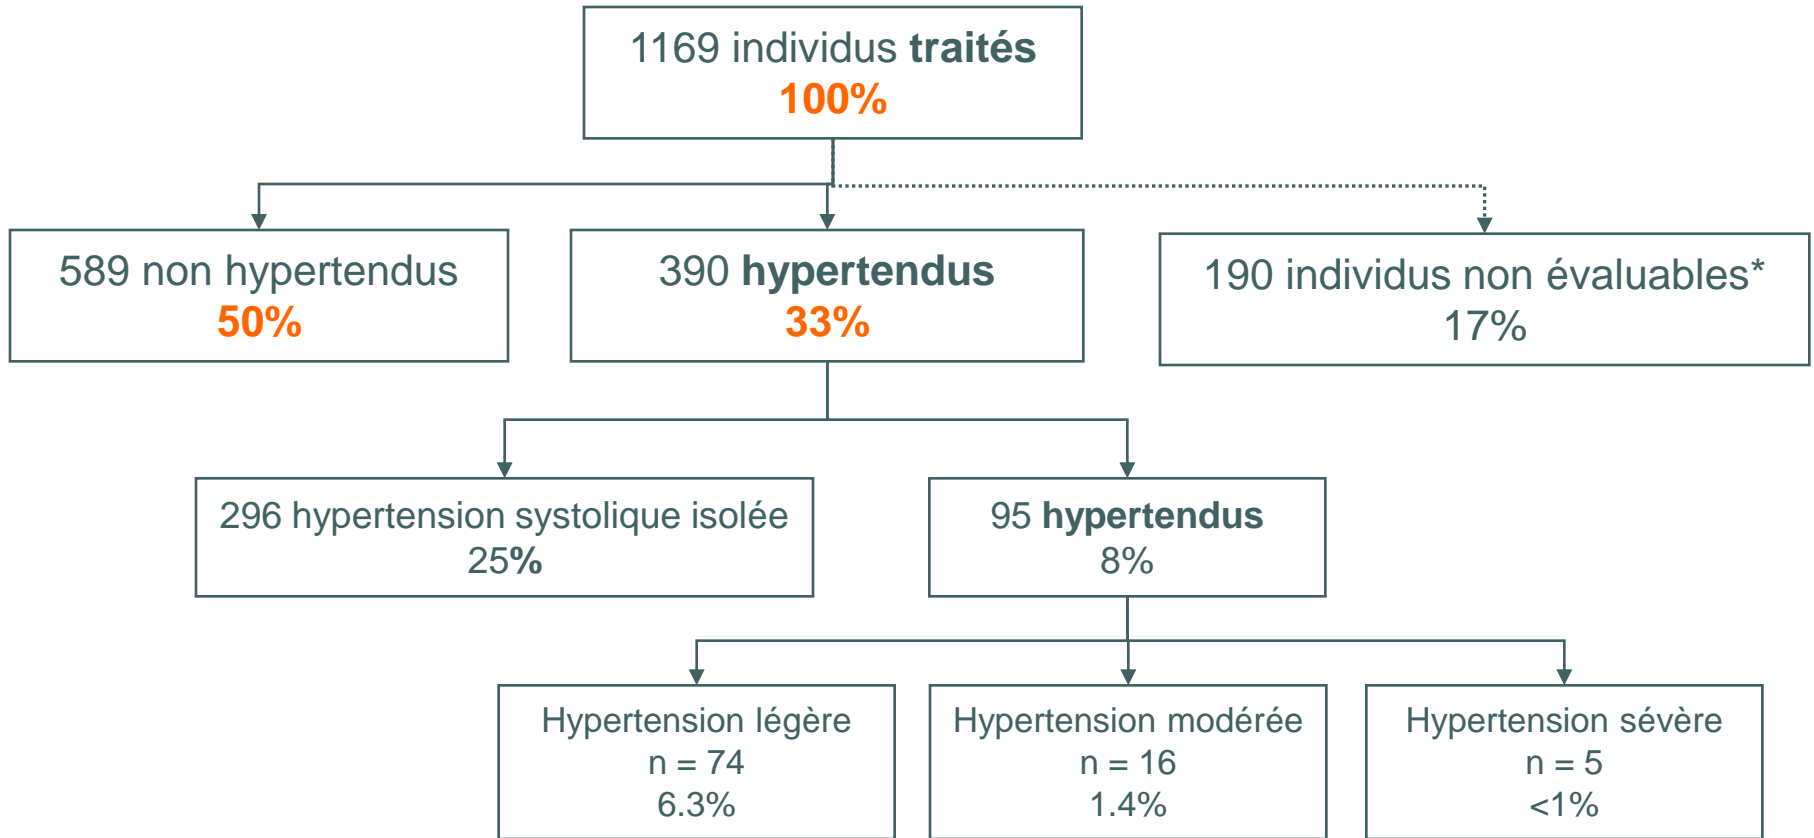 1169 individus traités
100%
589 non hypertendus
50%
390 hypertendus
33%
190 individus non évaluables*
17%
296 hypertension systolique isolée
25%
95 hypertendus
8%
Hypertension légère
n = 74
6.3%
Hypertension modérée
n = 16
1.4%
Hypertension sévère
n = 5
<1%